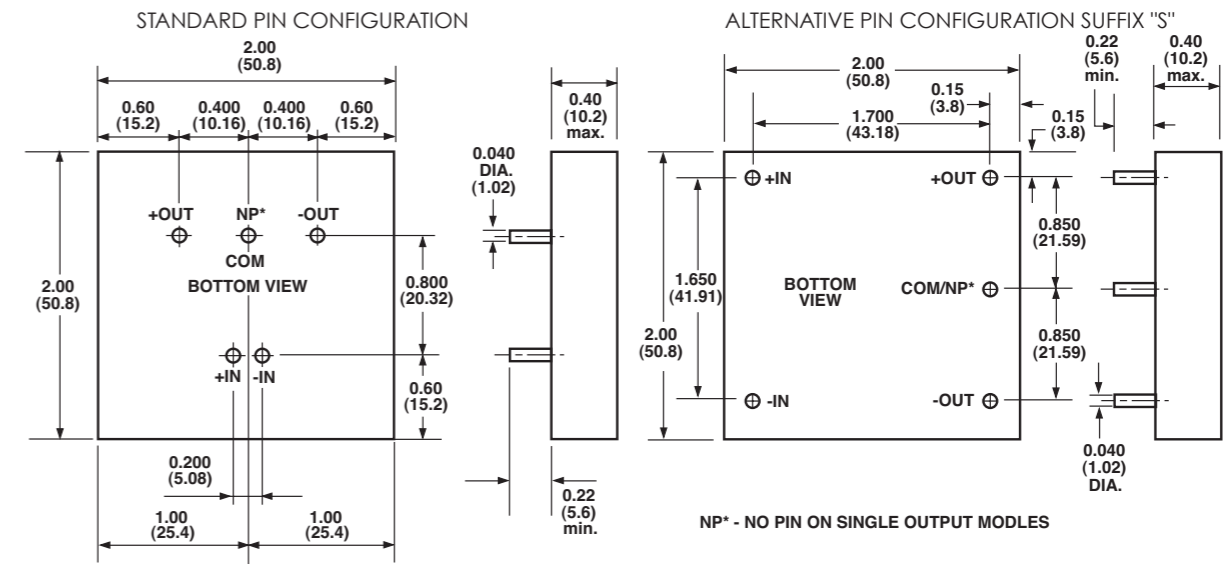 STANDARD PIN CONFIGURATION
2.00
(50.8)
0.60
(15.2)
0.400
(10.16)
0.400
(10.16)
0.60
(15.2)
0.40
(10.2)
max.
0.040
DIA.
(1.02)
+OUT NP* -OUT
COM
BOTTOM VIEW
2.00
(50.8)
0.800
(20.32)
+IN -IN
0.60
(15.2)
0.200
(5.08)
1.00
(25.4)
1.00
(25.4)
0.22
(5.6)
min.
ALTERNATIVE PIN CONFIGURATION SUFFIX "S"
2.00
(50.8)
0.22
(5.6)
min.
0.40
(10.2)
max.
0.15
(3.8)
1.700
(43.18)
0.15
(3.8)
+IN +OUT
0.850
(21.59)
1.650
(41.91)
BOTTOM
VIEW
COM/NP*
2.00
(50.8)
0.850
(21.59)
-IN -OUT
0.040
(1.02)
DIA.
NP* - NO PIN ON SINGLE OUTPUT MODLES